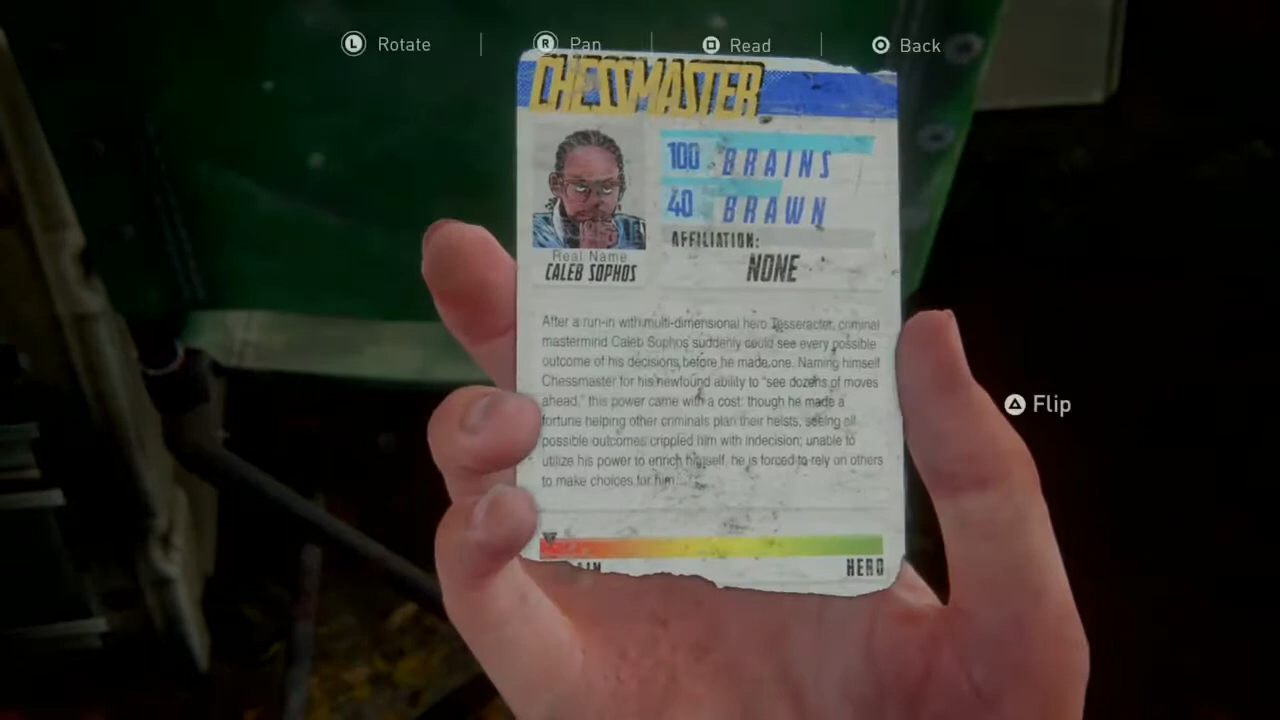 L Rotate
R Pan
Read
Back
CHESSMASTER
100 BRAINS
40 BRAWN
AFFILIATION:
NONE
Real Name
CALEB SOPHOS
After a run-in with multi-dimensional hero Tesseracter, criminal
mastermind Caleb Sophos suddenly could see every possible
outcome of his decisions before he made one. Naming himself
Chessmaster for his newfound ability to "see dozens of moves
ahead," this power came with a cost: though he made a
fortune helping other criminals plan their heists, seeing all
possible outcomes crippled him with indecision; unable to
utilize his power to enrich himself, he is forced to rely on others
to make choices for him...
HERO
Flip